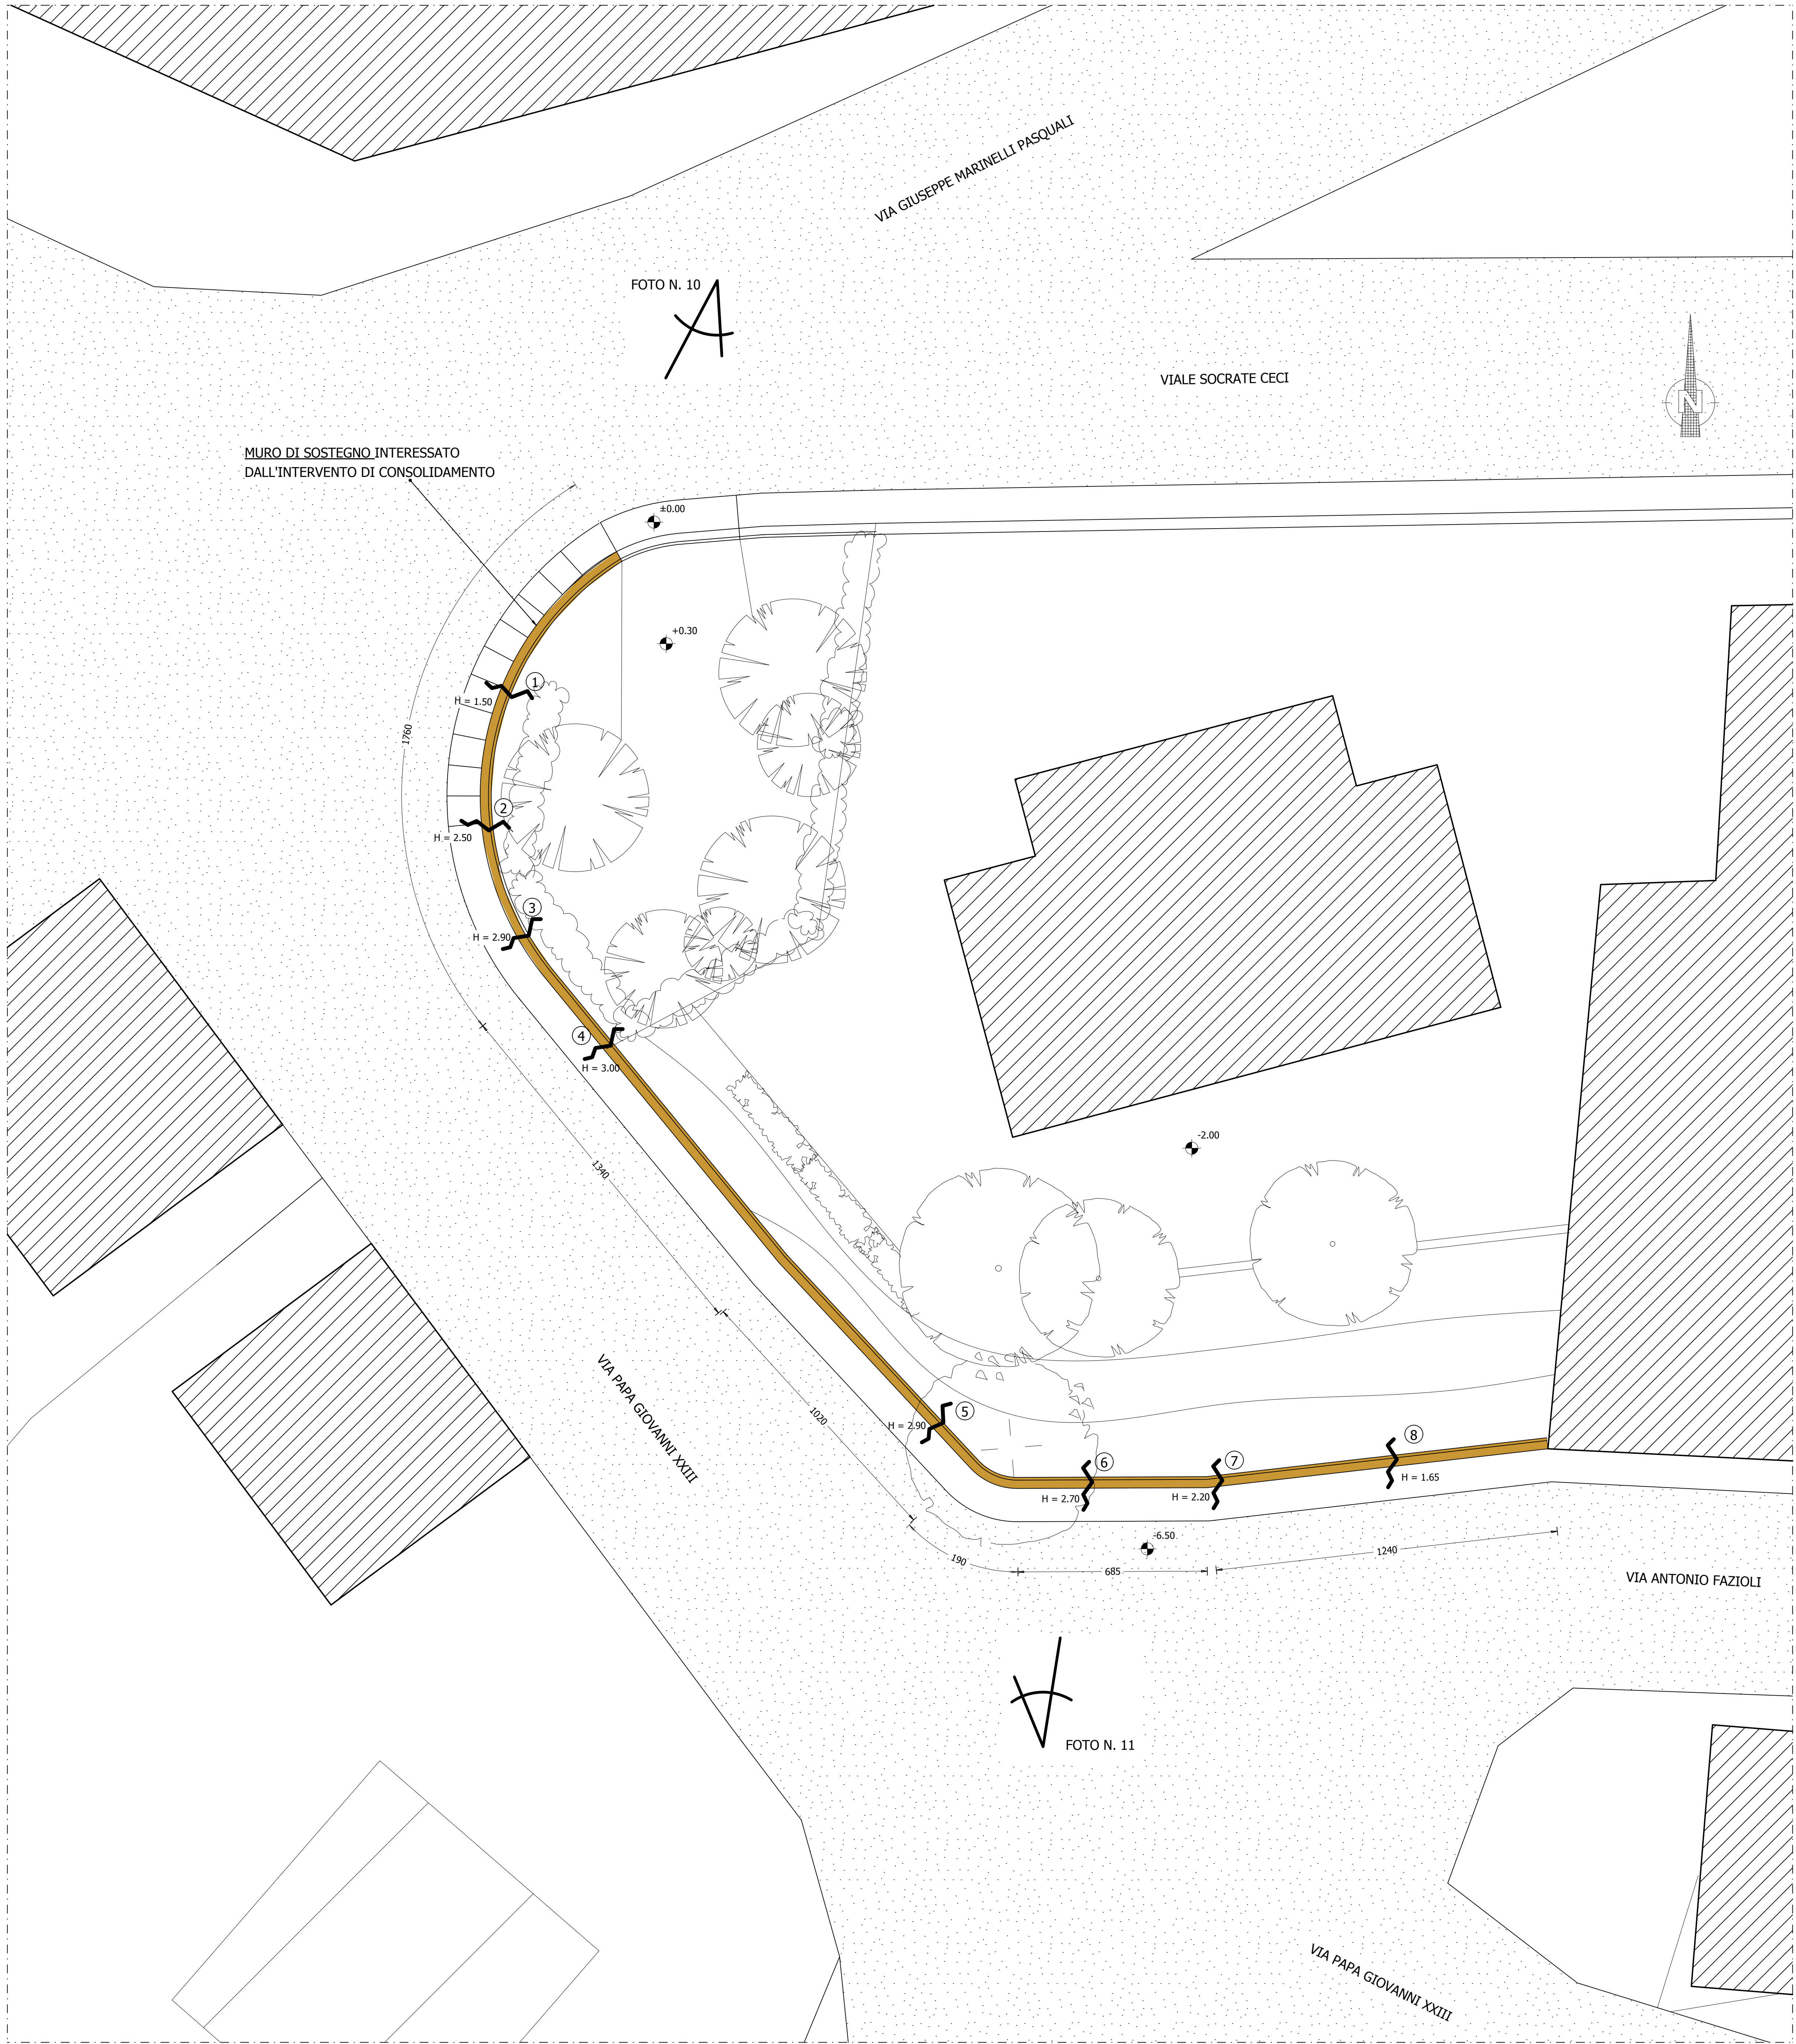 VIA GIUSEPPE MARINELLI PASQUALI
FOTO N. 10
VIALE SOCRATE CECI
N
MURO DI SOSTEGNO INTERESSATO
DALL'INTERVENTO DI CONSOLIDAMENTO
±0.00
+0.30
1
H = 1.50
1760
2
H = 2.50
3
H = 2.90
4
H = 3.00
-2.00
1340
VIA PAPA GIOVANNI XXIII
1020
5
H = 2.90
6
H = 2.70
7
H = 2.20
8
H = 1.65
-6.50
190
685
1240
VIA ANTONIO FAZIOLI
FOTO N. 11
VIA PAPA GIOVANNI XXIII